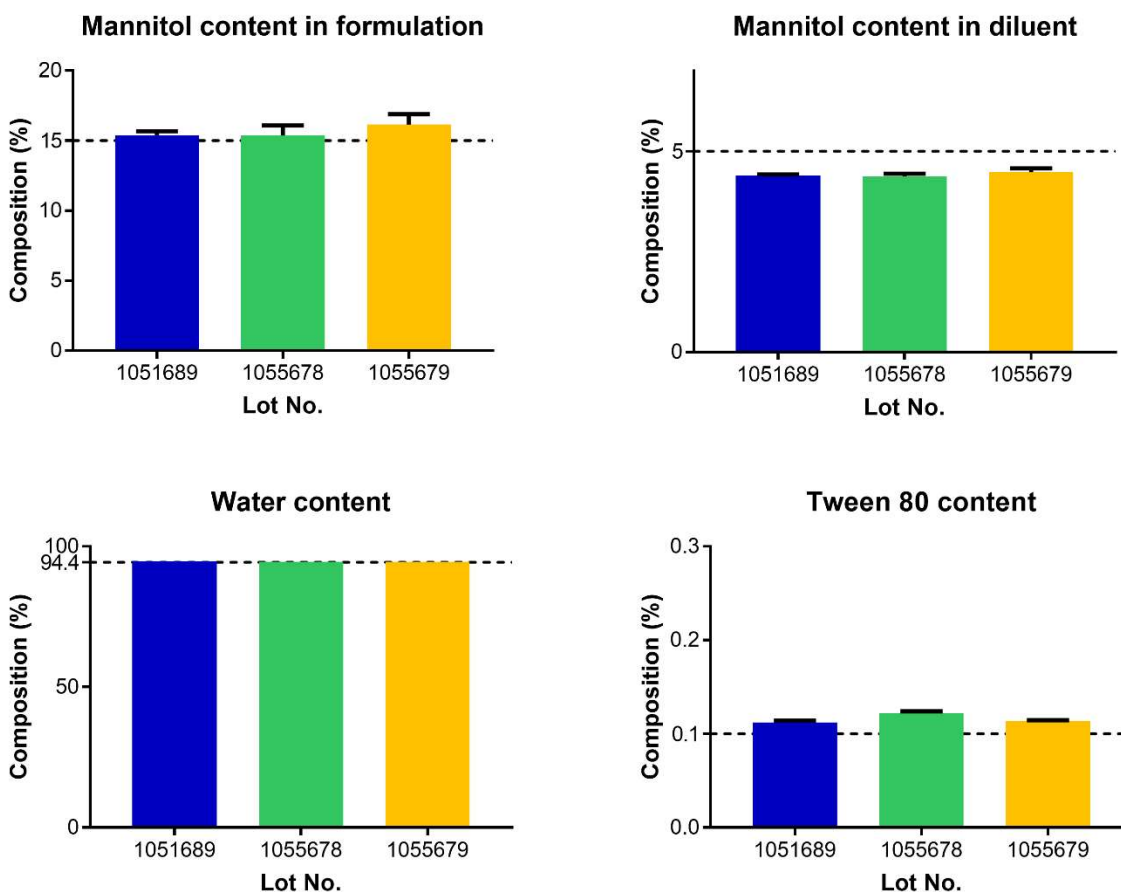 Mannitol content in formulation
Composition (%)
20
15
10
5
0
1051689 1055678 1055679
Lot No.
Mannitol content in diluent
Composition (%)
5
0
1051689 1055678 1055679
Lot No.
Water content
Composition (%)
100
94.4
50
0
1051689 1055678 1055679
Lot No.
Tween 80 content
Composition (%)
0.3
0.2
0.1
0.0
1051689 1055678 1055679
Lot No.